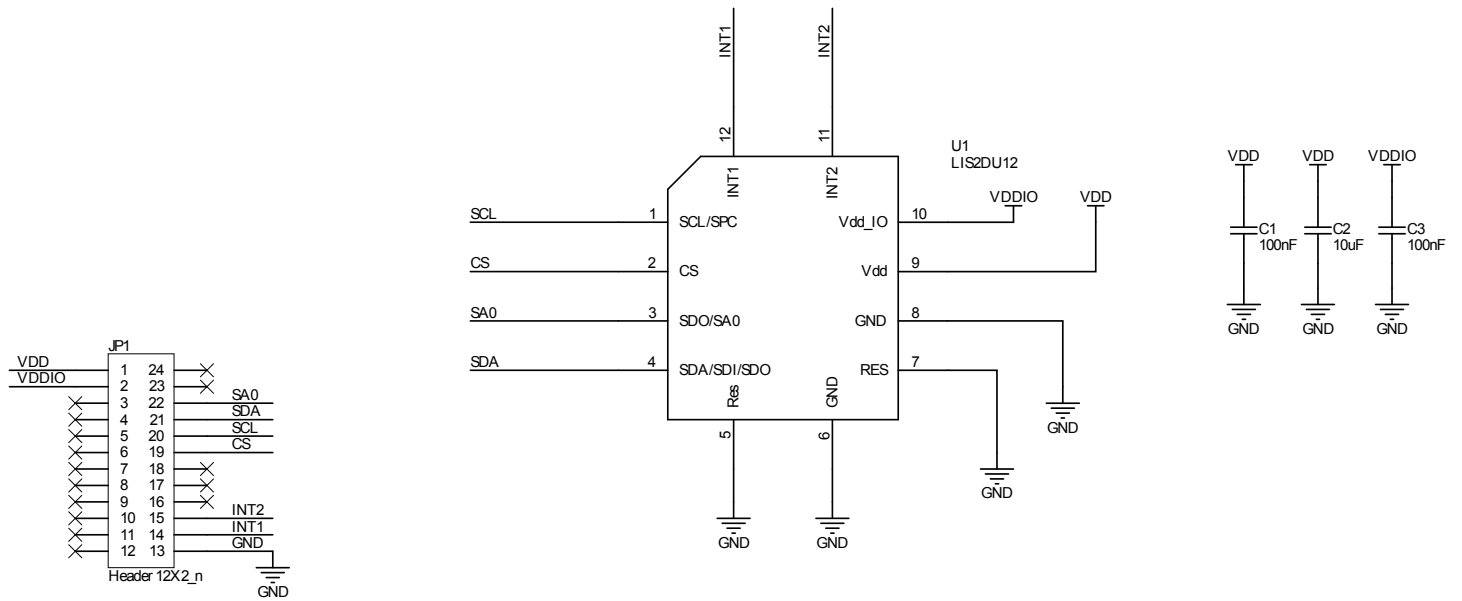 INT1
INT2
12
11
U1
LIS2DU12
INT1
INT2
VDDIO
VDD
SCL
1
SCL/SPC
Vdd_IO
10
CS
2
CS
Vdd
9
SA0
3
SDO/SA0
GND
8
SDA
4
SDA/SDI/SDO
RES
7
Res
GND
5
6
GND
GND
GND
GND
VDD
VDD
VDDIO
C1
100nF
C2
10uF
C3
100nF
GND
GND
GND
JP1
VDD
1
24
VDDIO
2
23
3
22
SA0
4
21
SDA
5
20
SCL
6
19
CS
7
18
8
17
9
16
10
15
INT2
11
14
INT1
12
13
GND
Header 12X2_n
GND